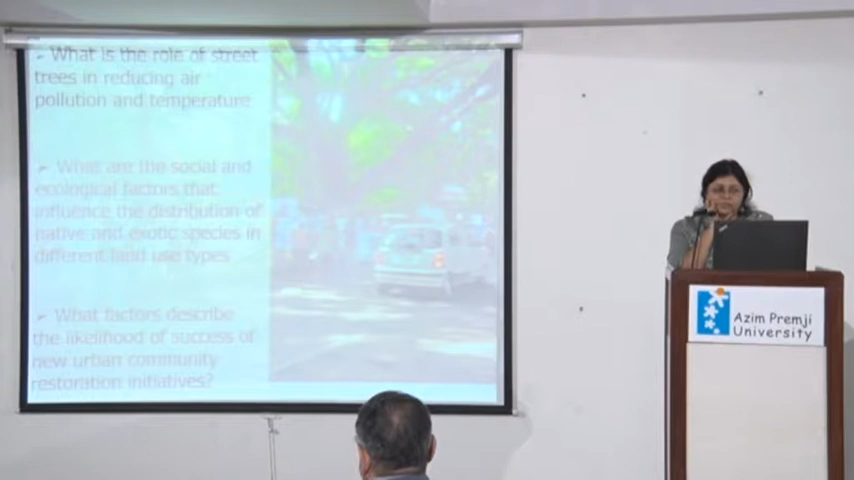 ➢ What is the role of street
trees in reducing air
pollution and temperature
➢ What are the social and
ecological factors that
influence the distribution of
native and exotic species in
different land use types
➢ What factors describe
the likelihood of success of
new urban community
restoration initiatives?
Azim Premji
University